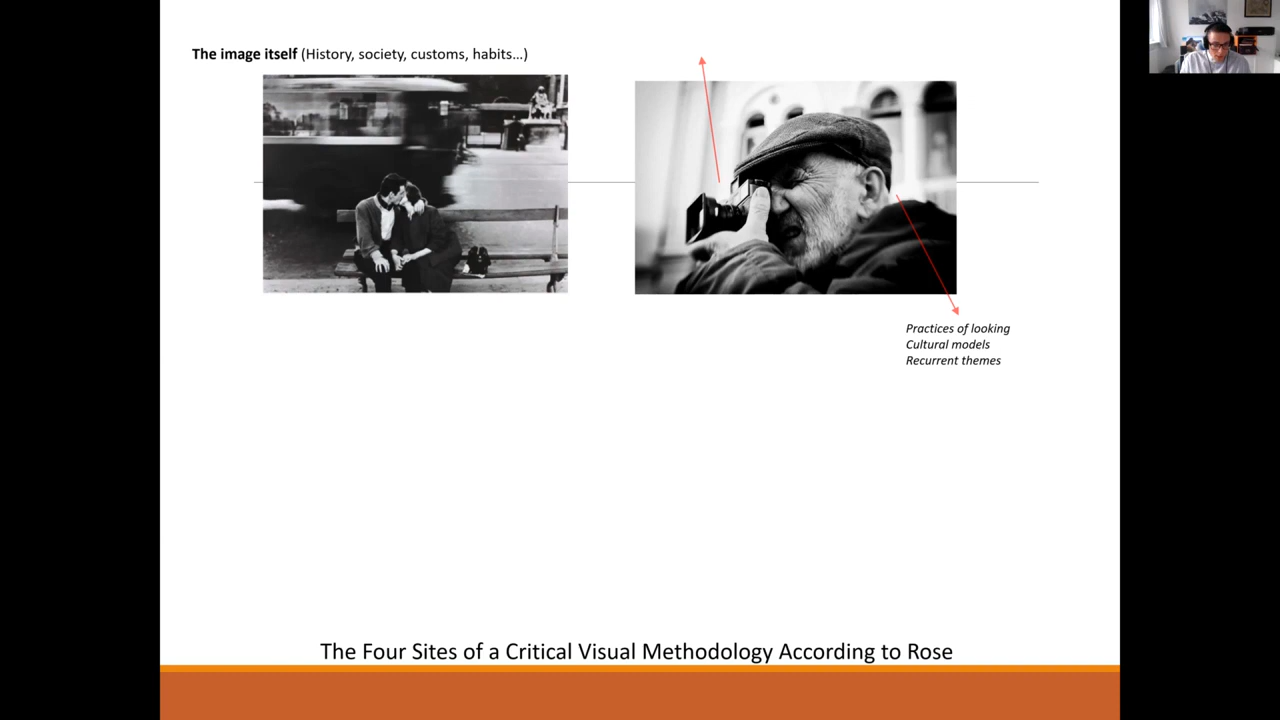 The image itself (History, society, customs, habits…)
Practices of looking
Cultural models
Recurrent themes
The Four Sites of a Critical Visual Methodology According to Rose